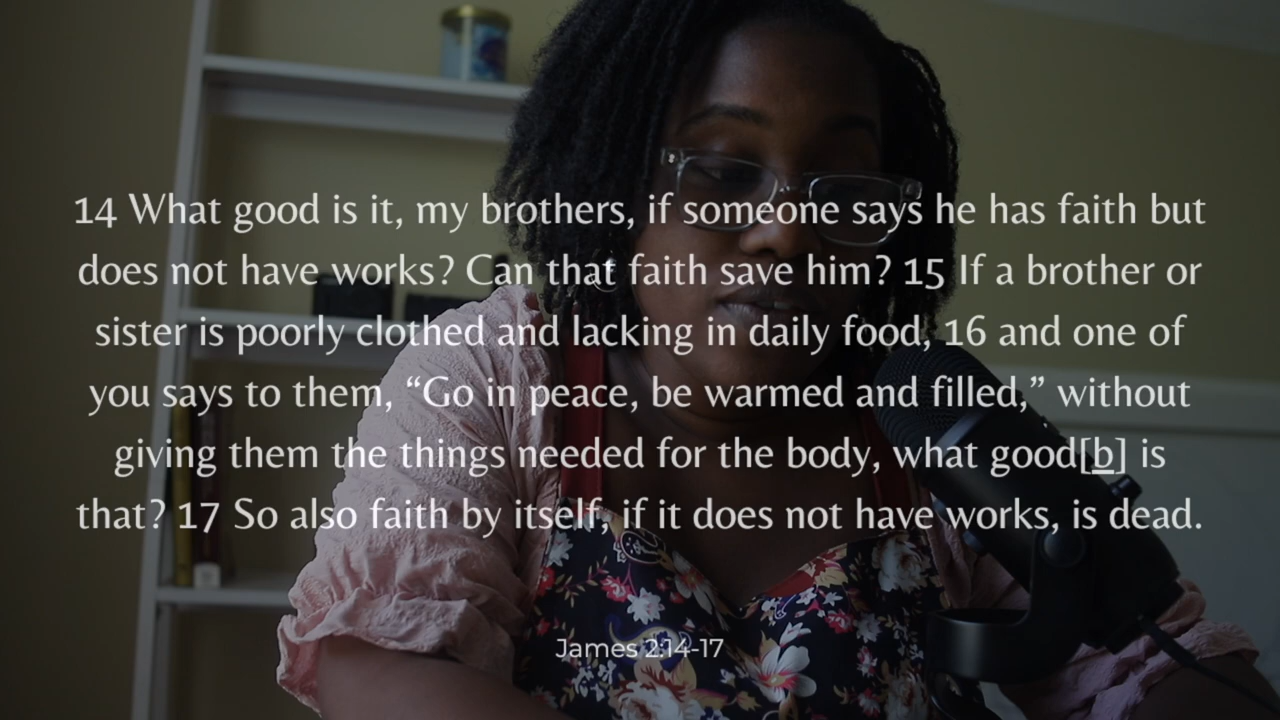 14 What good is it, my brothers, if someone says he has faith but
does not have works? Can that faith save him? 15 If a brother or
sister is poorly clothed and lacking in daily food, 16 and one of
you says to them, “Go in peace, be warmed and filled,” without
giving them the things needed for the body, what good[b] is
that? 17 So also faith by itself, if it does not have works, is dead.
James 2:14-17